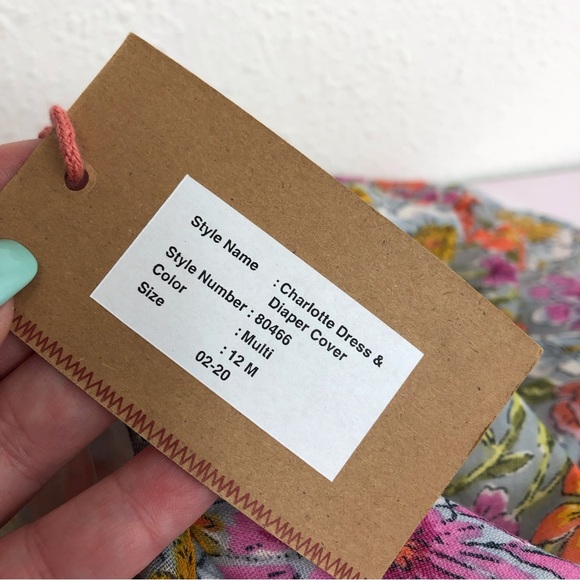 Style Name : Charlotte Dress &
Diaper Cover
Style Number : 80466
Color : Multi
Size : 12 M
02-20